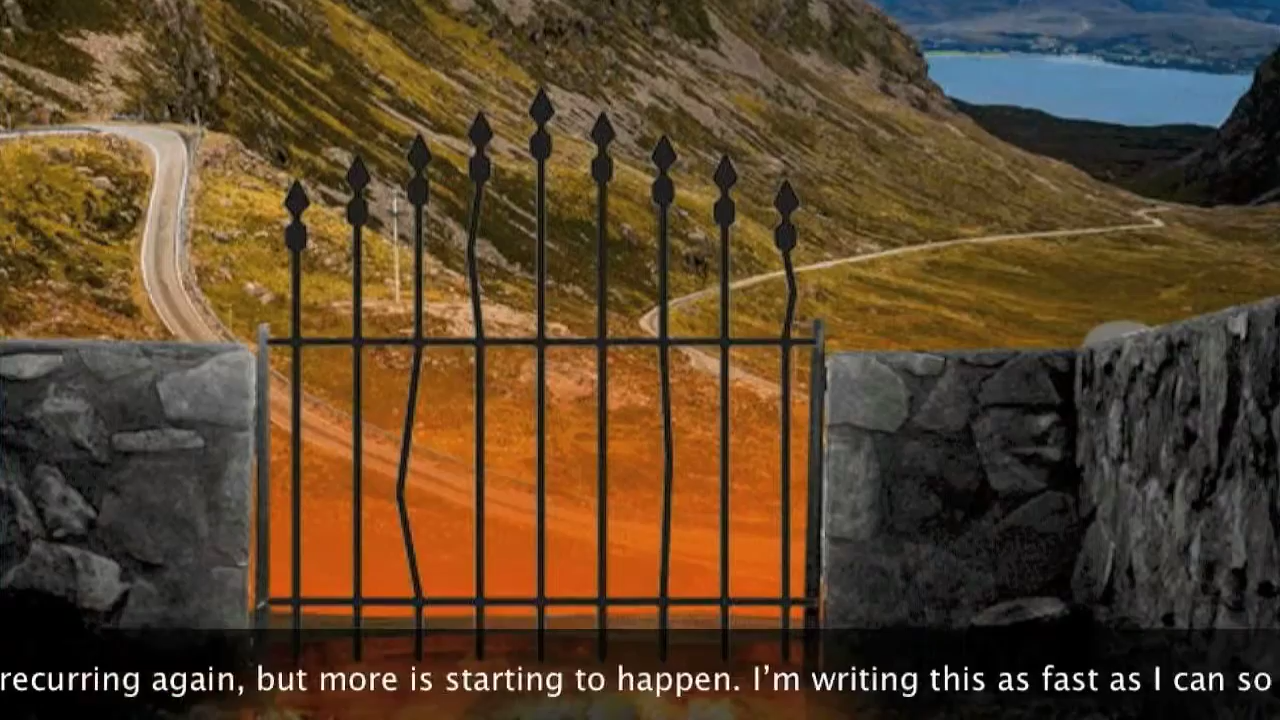 recurring again, but more is starting to happen. I’m writing this as fast as I can so